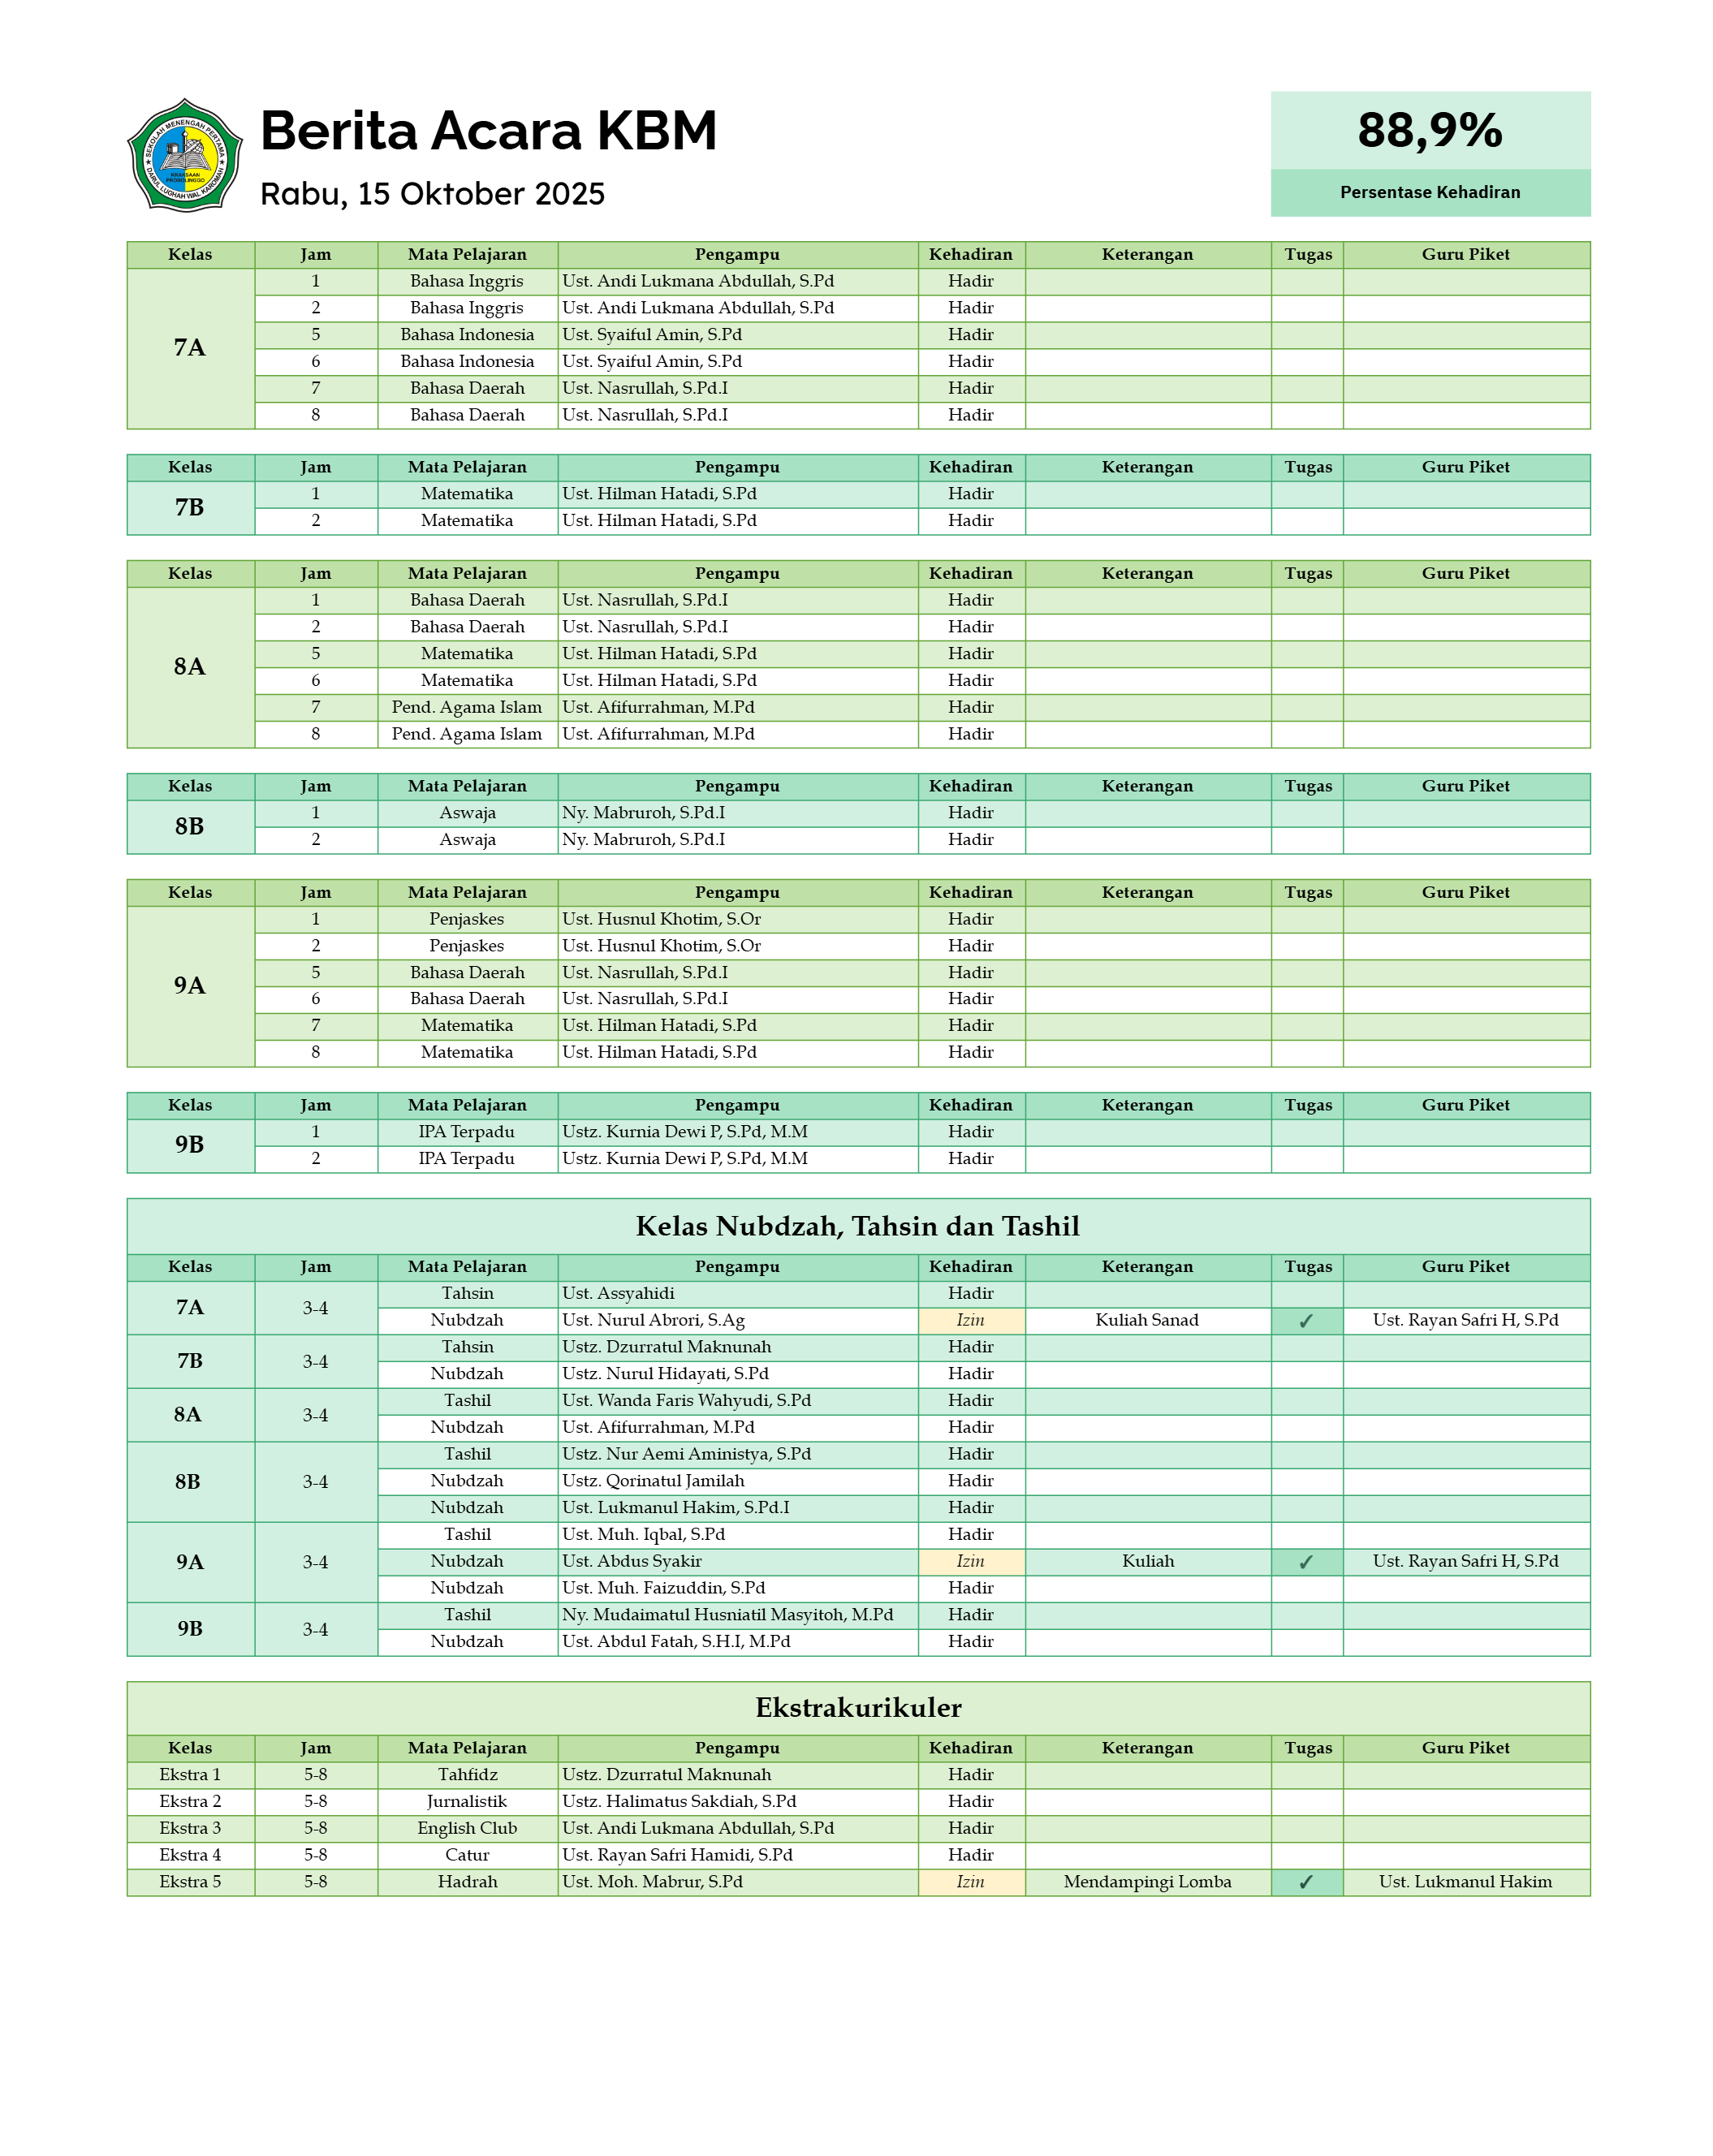 SEKOLAH MENENGAH PERTAMA
KRAKSAAN
PROBOLINGGO
DARUL LUGHAH WAL KAROMAH
Berita Acara KBM
Rabu, 15 Oktober 2025
88,9%
Persentase Kehadiran
Kelas Jam Mata Pelajaran Pengampu Kehadiran Keterangan Tugas Guru Piket
7A
1 Bahasa Inggris Ust. Andi Lukmana Abdullah, S.Pd Hadir
2 Bahasa Inggris Ust. Andi Lukmana Abdullah, S.Pd Hadir
5 Bahasa Indonesia Ust. Syaiful Amin, S.Pd Hadir
6 Bahasa Indonesia Ust. Syaiful Amin, S.Pd Hadir
7 Bahasa Daerah Ust. Nasrullah, S.Pd.I Hadir
8 Bahasa Daerah Ust. Nasrullah, S.Pd.I Hadir
Kelas Jam Mata Pelajaran Pengampu Kehadiran Keterangan Tugas Guru Piket
7B
1 Matematika Ust. Hilman Hatadi, S.Pd Hadir
2 Matematika Ust. Hilman Hatadi, S.Pd Hadir
Kelas Jam Mata Pelajaran Pengampu Kehadiran Keterangan Tugas Guru Piket
8A
1 Bahasa Daerah Ust. Nasrullah, S.Pd.I Hadir
2 Bahasa Daerah Ust. Nasrullah, S.Pd.I Hadir
5 Matematika Ust. Hilman Hatadi, S.Pd Hadir
6 Matematika Ust. Hilman Hatadi, S.Pd Hadir
7 Pend. Agama Islam Ust. Afifurrahman, M.Pd Hadir
8 Pend. Agama Islam Ust. Afifurrahman, M.Pd Hadir
Kelas Jam Mata Pelajaran Pengampu Kehadiran Keterangan Tugas Guru Piket
8B
1 Aswaja Ny. Mabruroh, S.Pd.I Hadir
2 Aswaja Ny. Mabruroh, S.Pd.I Hadir
Kelas Jam Mata Pelajaran Pengampu Kehadiran Keterangan Tugas Guru Piket
9A
1 Penjaskes Ust. Husnul Khotim, S.Or Hadir
2 Penjaskes Ust. Husnul Khotim, S.Or Hadir
5 Bahasa Daerah Ust. Nasrullah, S.Pd.I Hadir
6 Bahasa Daerah Ust. Nasrullah, S.Pd.I Hadir
7 Matematika Ust. Hilman Hatadi, S.Pd Hadir
8 Matematika Ust. Hilman Hatadi, S.Pd Hadir
Kelas Jam Mata Pelajaran Pengampu Kehadiran Keterangan Tugas Guru Piket
9B
1 IPA Terpadu Ustz. Kurnia Dewi P, S.Pd, M.M Hadir
2 IPA Terpadu Ustz. Kurnia Dewi P, S.Pd, M.M Hadir
Kelas Nubdzah, Tahsin dan Tashil
Kelas Jam Mata Pelajaran Pengampu Kehadiran Keterangan Tugas Guru Piket
7A 3-4
Tahsin Ust. Assyahidi Hadir
Nubdzah Ust. Nurul Abrori, S.Ag Izin Kuliah Sanad ✓ Ust. Rayan Safri H, S.Pd
7B 3-4
Tahsin Ustz. Dzurratul Maknunah Hadir
Nubdzah Ustz. Nurul Hidayati, S.Pd Hadir
8A 3-4
Tashil Ust. Wanda Faris Wahyudi, S.Pd Hadir
Nubdzah Ust. Afifurrahman, M.Pd Hadir
8B 3-4
Tashil Ustz. Nur Aemi Aministya, S.Pd Hadir
Nubdzah Ustz. Qorinatul Jamilah Hadir
Nubdzah Ust. Lukmanul Hakim, S.Pd.I Hadir
9A 3-4
Tashil Ust. Muh. Iqbal, S.Pd Hadir
Nubdzah Ust. Abdus Syakir Izin Kuliah ✓ Ust. Rayan Safri H, S.Pd
Nubdzah Ust. Muh. Faizuddin, S.Pd Hadir
9B 3-4
Tashil Ny. Mudaimatul Husniatil Masyitoh, M.Pd Hadir
Nubdzah Ust. Abdul Fatah, S.H.I, M.Pd Hadir
Ekstrakurikuler
Kelas Jam Mata Pelajaran Pengampu Kehadiran Keterangan Tugas Guru Piket
Ekstra 1 5-8 Tahfidz Ustz. Dzurratul Maknunah Hadir
Ekstra 2 5-8 Jurnalistik Ustz. Halimatus Sakdiah, S.Pd Hadir
Ekstra 3 5-8 English Club Ust. Andi Lukmana Abdullah, S.Pd Hadir
Ekstra 4 5-8 Catur Ust. Rayan Safri Hamidi, S.Pd Hadir
Ekstra 5 5-8 Hadrah Ust. Moh. Mabrur, S.Pd Izin Mendampingi Lomba ✓ Ust. Lukmanul Hakim